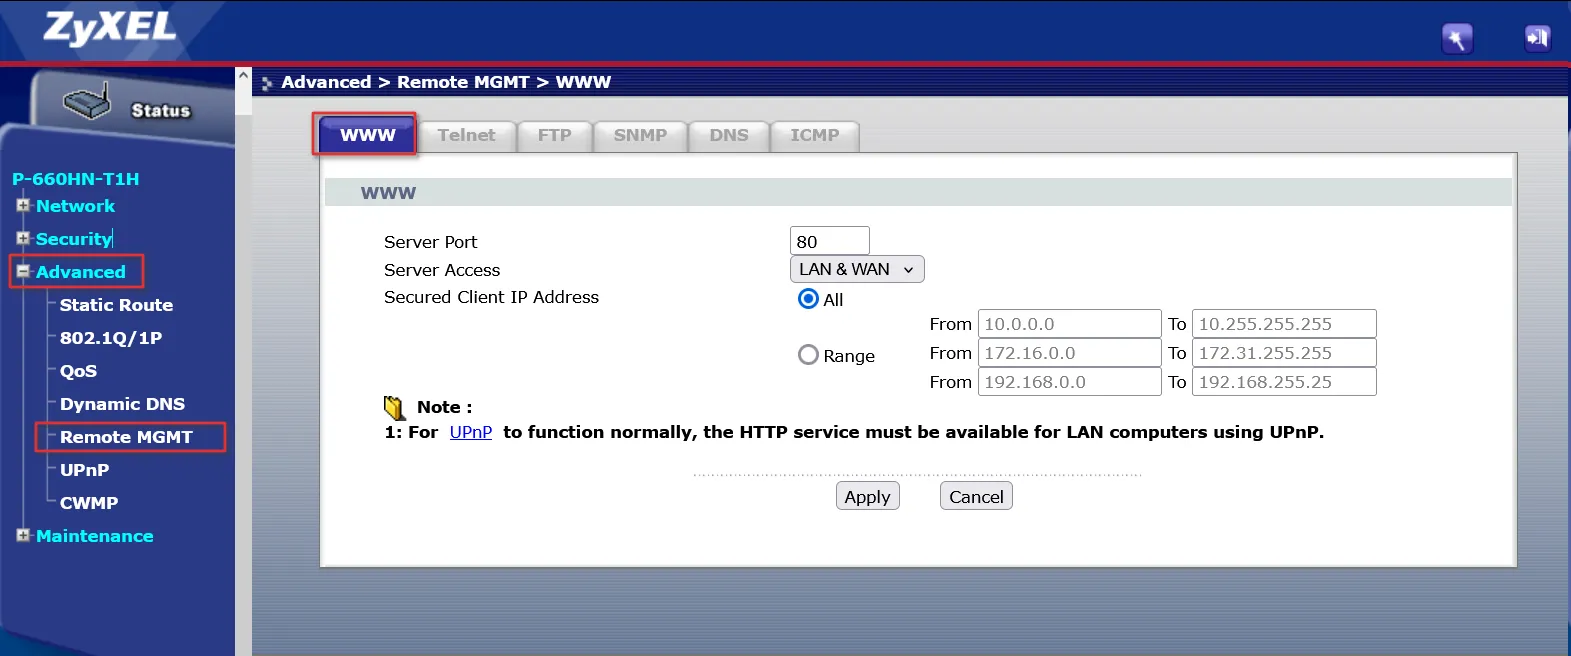 ZyXEL
Status
P-660HN-T1H
Network
Security
Advanced
Static Route
802.1Q/1P
QoS
Dynamic DNS
Remote MGMT
UPnP
CWMP
Maintenance
Advanced > Remote MGMT > WWW
WWW Telnet FTP SNMP DNS ICMP
WWW
Server Port 80
Server Access LAN & WAN
Secured Client IP Address All
From 10.0.0.0 To 10.255.255.255
Range From 172.16.0.0 To 172.31.255.255
From 192.168.0.0 To 192.168.255.25
Note :
1: For UPnP to function normally, the HTTP service must be available for LAN computers using UPnP.
Apply Cancel